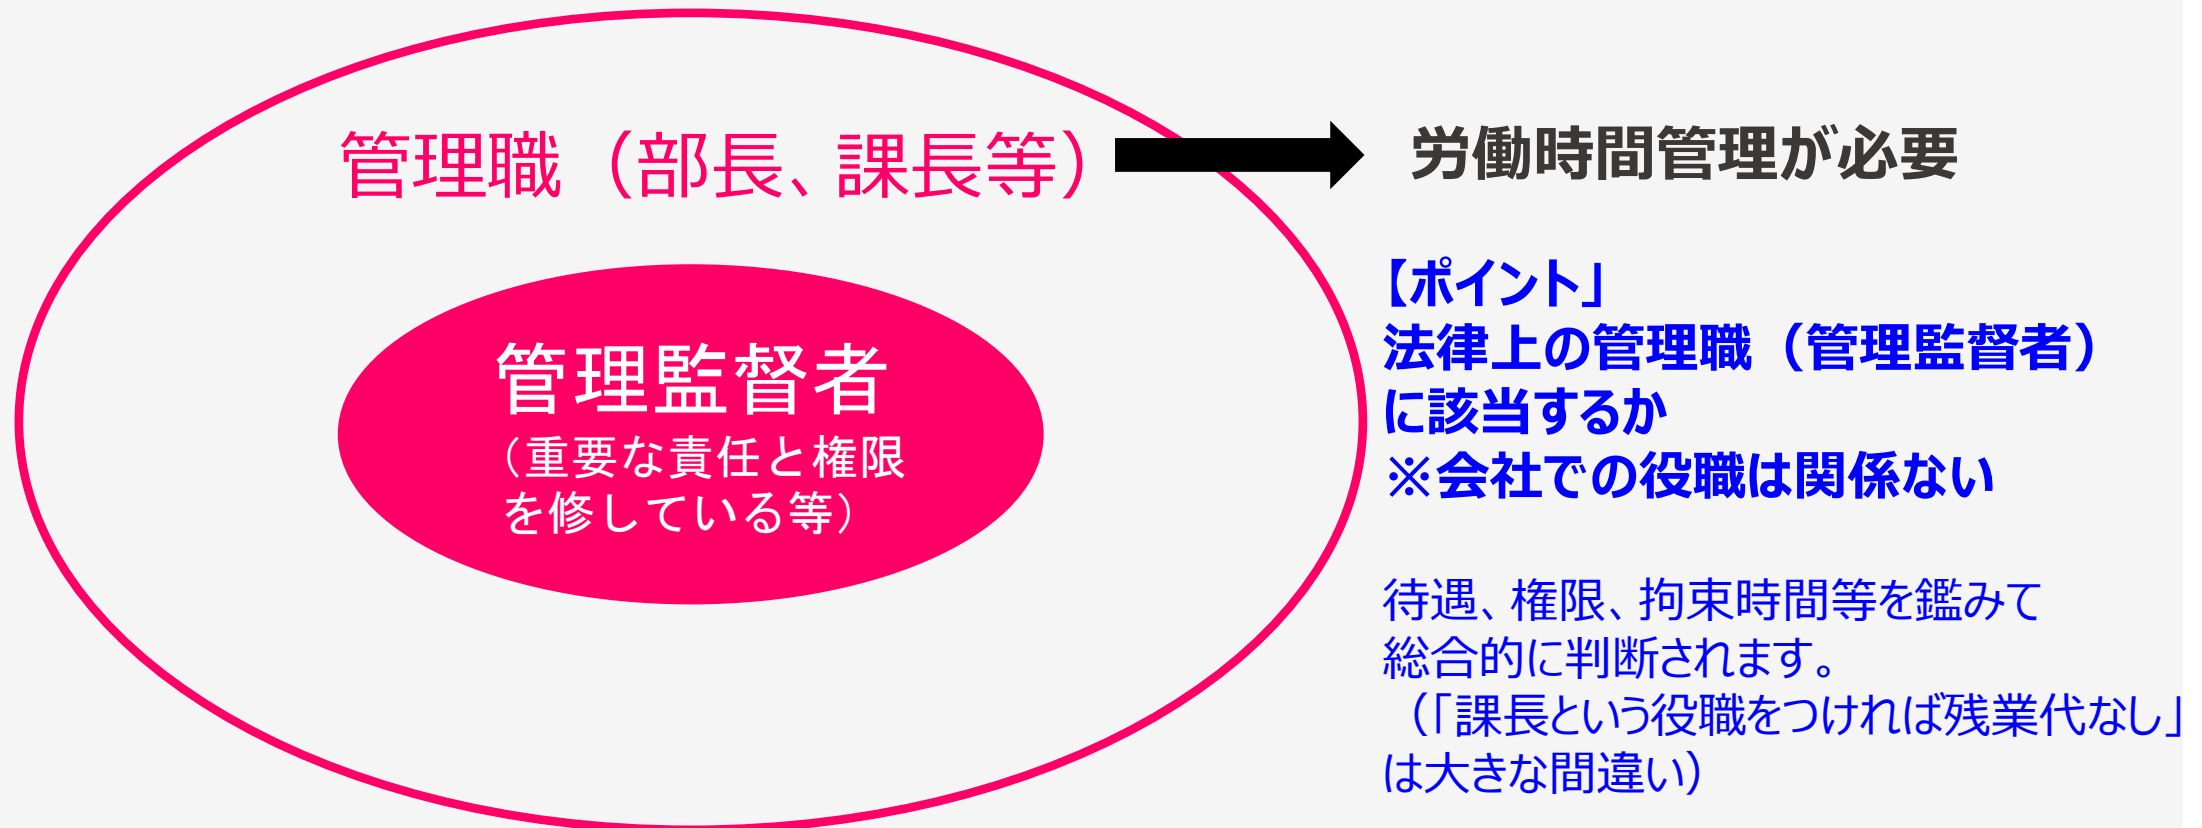 管理職（部長、課長等）
労働時間管理が必要
管理監督者
（重要な責任と権限
を修している等）
【ポイント」
法律上の管理職（管理監督者）
に該当するか
※会社での役職は関係ない
待遇、権限、拘束時間等を鑑みて
総合的に判断されます。
（「課長という役職をつければ残業代なし」
は大きな間違い）